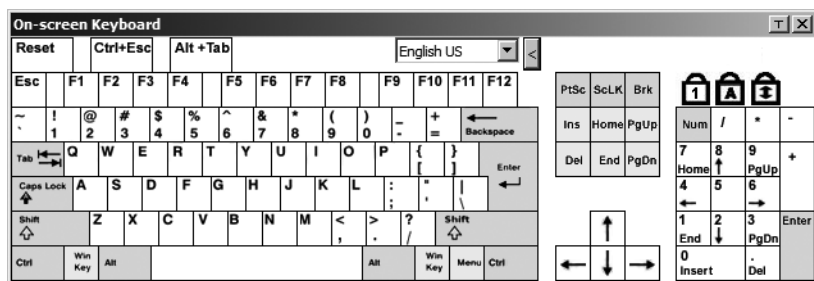 On-screen Keyboard T X
Reset Ctrl+Esc Alt +Tab English US <
Esc F1 F2 F3 F4 F5 F6 F7 F8 F9 F10 F11 F12 PtSc ScLK Brk 1 A
~ ! @ # $ % ^ & * ( ) _ + Backspace
` 1 2 3 4 5 6 7 8 9 0 - = Ins Home PgUp Num / * -
Tab Q W E R T Y U I O P { } Enter Del End PgDn 7 8 9 +
[ ] Home PgUp
Caps Lock A S D F G H J K L : " | 4 5 6
; ' \
Shift Z X C V B N M < > ? Shift 1 2 3 Enter
, . / End PgDn
Ctrl Win Key Alt Alt Win Key Menu Ctrl 0 .
Insert Del